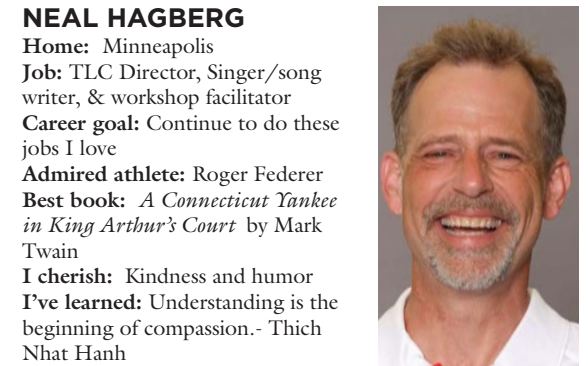 NEAL HAGBERG
Home: Minneapolis
Job: TLC Director, Singer/song
writer, & workshop facilitator
Career goal: Continue to do these
jobs I love
Admired athlete: Roger Federer
Best book: A Connecticut Yankee
in King Arthur's Court by Mark
Twain
I cherish: Kindness and humor
I've learned: Understanding is the
beginning of compassion.- Thich
Nhat Hanh